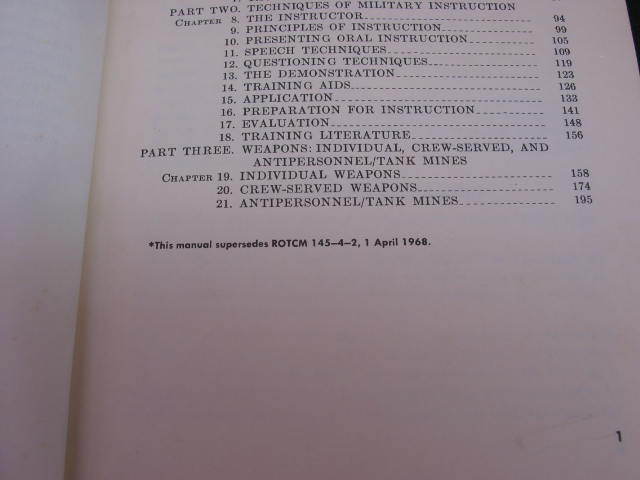 PART TWO. TECHNIQUES OF MILITARY INSTRUCTION
CHAPTER 8. THE INSTRUCTOR 94
9. PRINCIPLES OF INSTRUCTION 99
10. PRESENTING ORAL INSTRUCTION 105
11. SPEECH TECHNIQUES 109
12. QUESTIONING TECHNIQUES 119
13. THE DEMONSTRATION 123
14. TRAINING AIDS 126
15. APPLICATION 133
16. PREPARATION FOR INSTRUCTION 141
17. EVALUATION 148
18. TRAINING LITERATURE 156
PART THREE. WEAPONS: INDIVIDUAL, CREW-SERVED, AND
ANTIPERSONNEL/TANK MINES
CHAPTER 19. INDIVIDUAL WEAPONS 158
20. CREW-SERVED WEAPONS 174
21. ANTIPERSONNEL/TANK MINES 195
*This manual supersedes ROTCM 145–4–2, 1 April 1968.
1